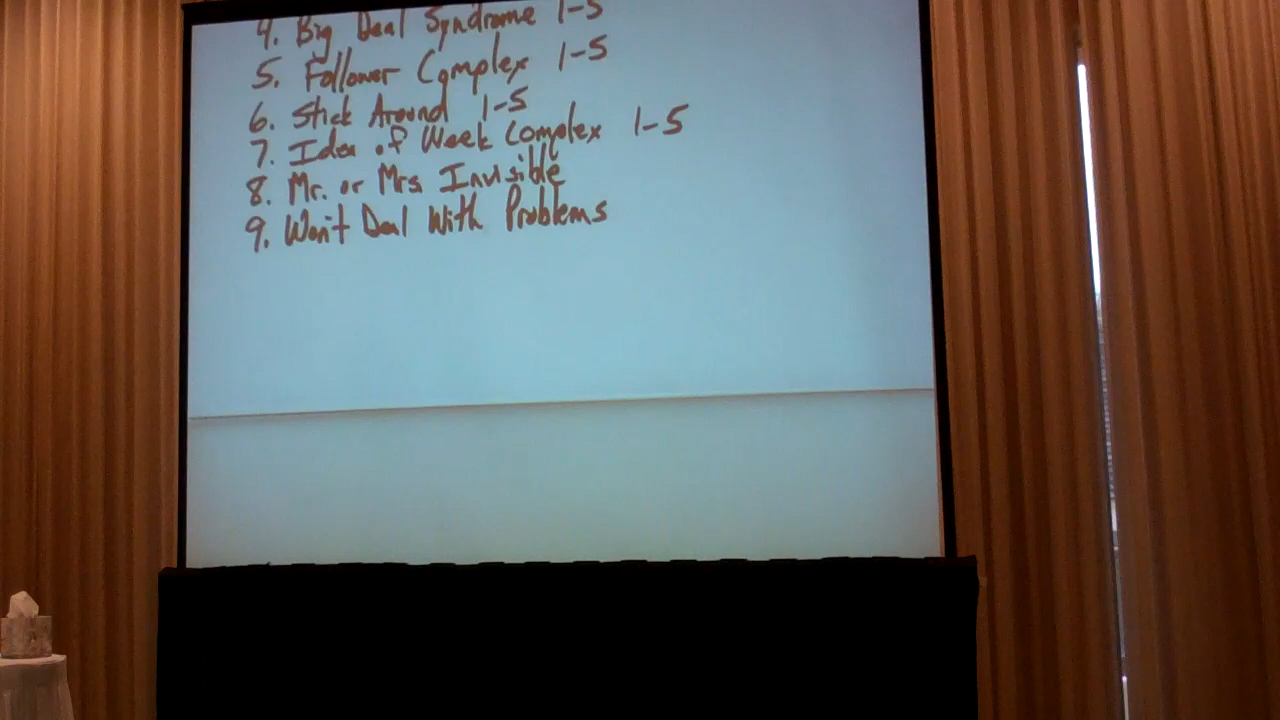 4. Big Deal Syndrome 1-5
5. Follower Complex 1-5
6. Stick Around 1-5
7. Idea of Week Complex 1-5
8. Mr. or Mrs Invisible
9. Won't Deal With Problems